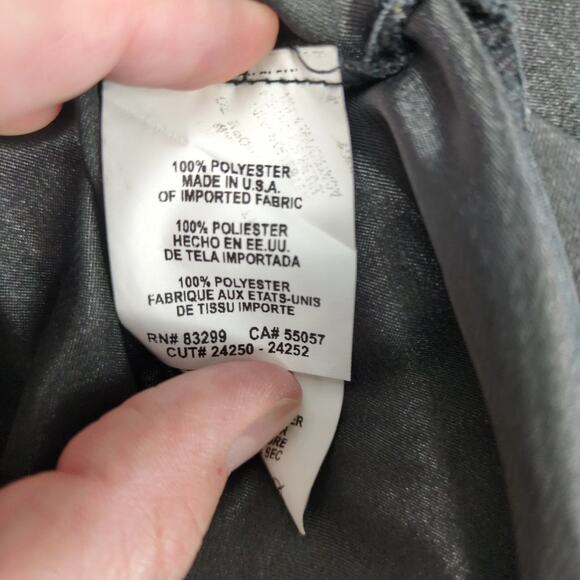 100% POLYESTER
MADE IN U.S.A.
OF IMPORTED FABRIC
100% POLIESTER
HECHO EN EE.UU.
DE TELA IMPORTADA
100% POLYESTER
FABRIQUE AUX ETATS-UNIS
DE TISSU IMPORTE
RN# 83299 CA# 55057
CUT# 24250 - 24252
SEC